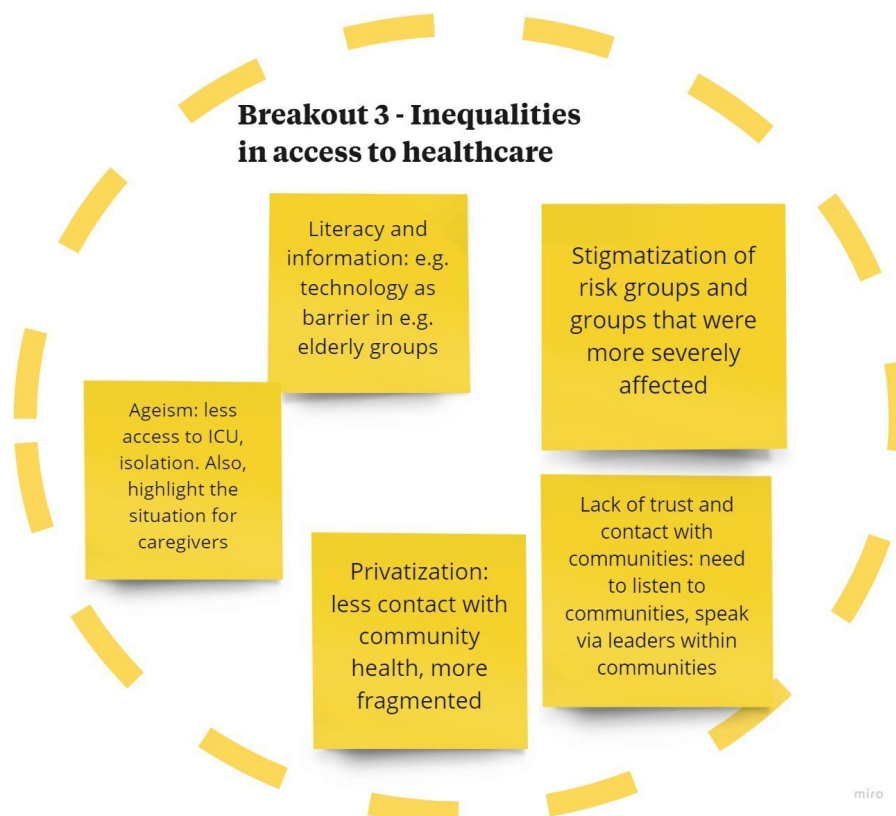 Breakout 3 - Inequalities
in access to healthcare
Literacy and
information: e.g.
technology as
barrier in e.g.
elderly groups
Stigmatization of
risk groups and
groups that were
more severely
affected
Ageism: less
access to ICU,
isolation. Also,
highlight the
situation for
caregivers
Privatization:
less contact with
community
health, more
fragmented
Lack of trust and
contact with
communities: need
to listen to
communities, speak
via leaders within
communities
miro